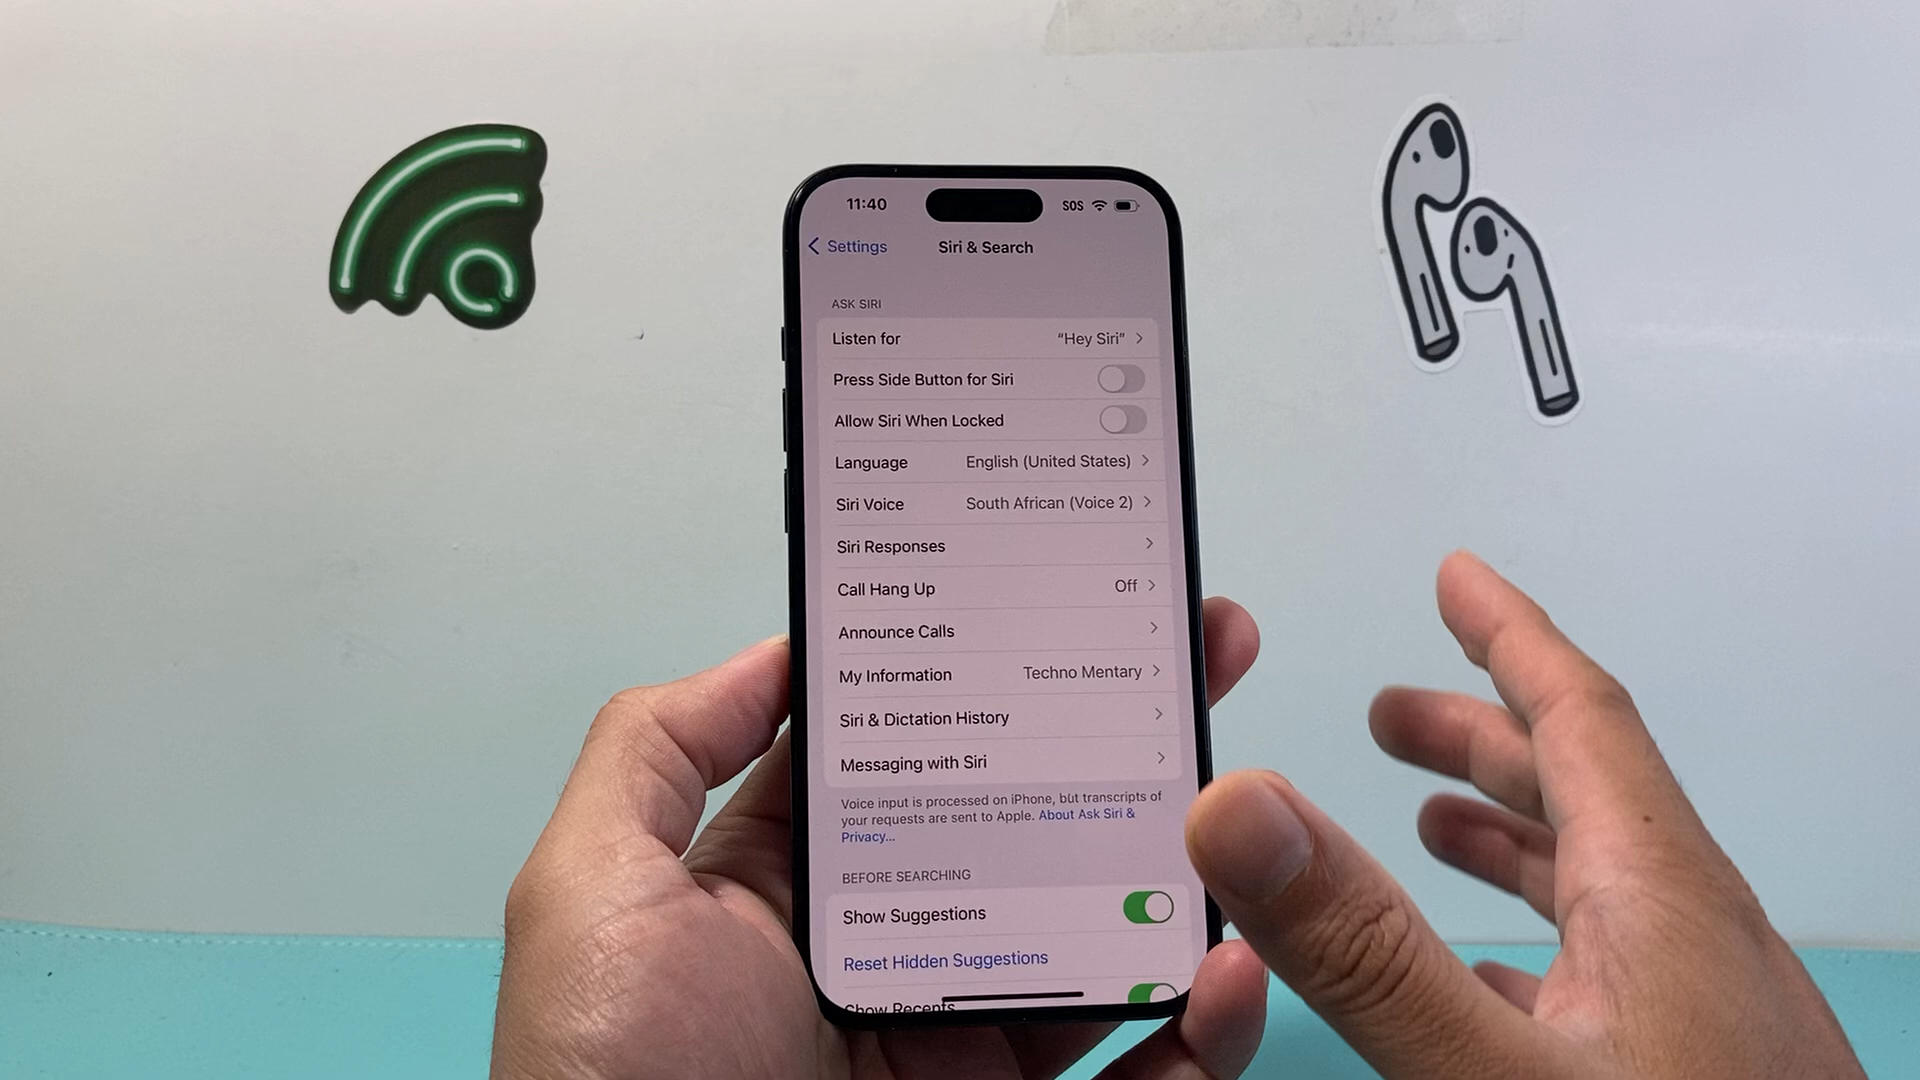 11:40 SOS
Settings Siri & Search
ASK SIRI
Listen for "Hey Siri"
Press Side Button for Siri
Allow Siri When Locked
Language English (United States)
Siri Voice South African (Voice 2)
Siri Responses
Call Hang Up Off
Announce Calls
My Information Techno Mentary
Siri & Dictation History
Messaging with Siri
Voice input is processed on iPhone, but transcripts of
your requests are sent to Apple. About Ask Siri &
Privacy...
BEFORE SEARCHING
Show Suggestions
Reset Hidden Suggestions
Show Recents